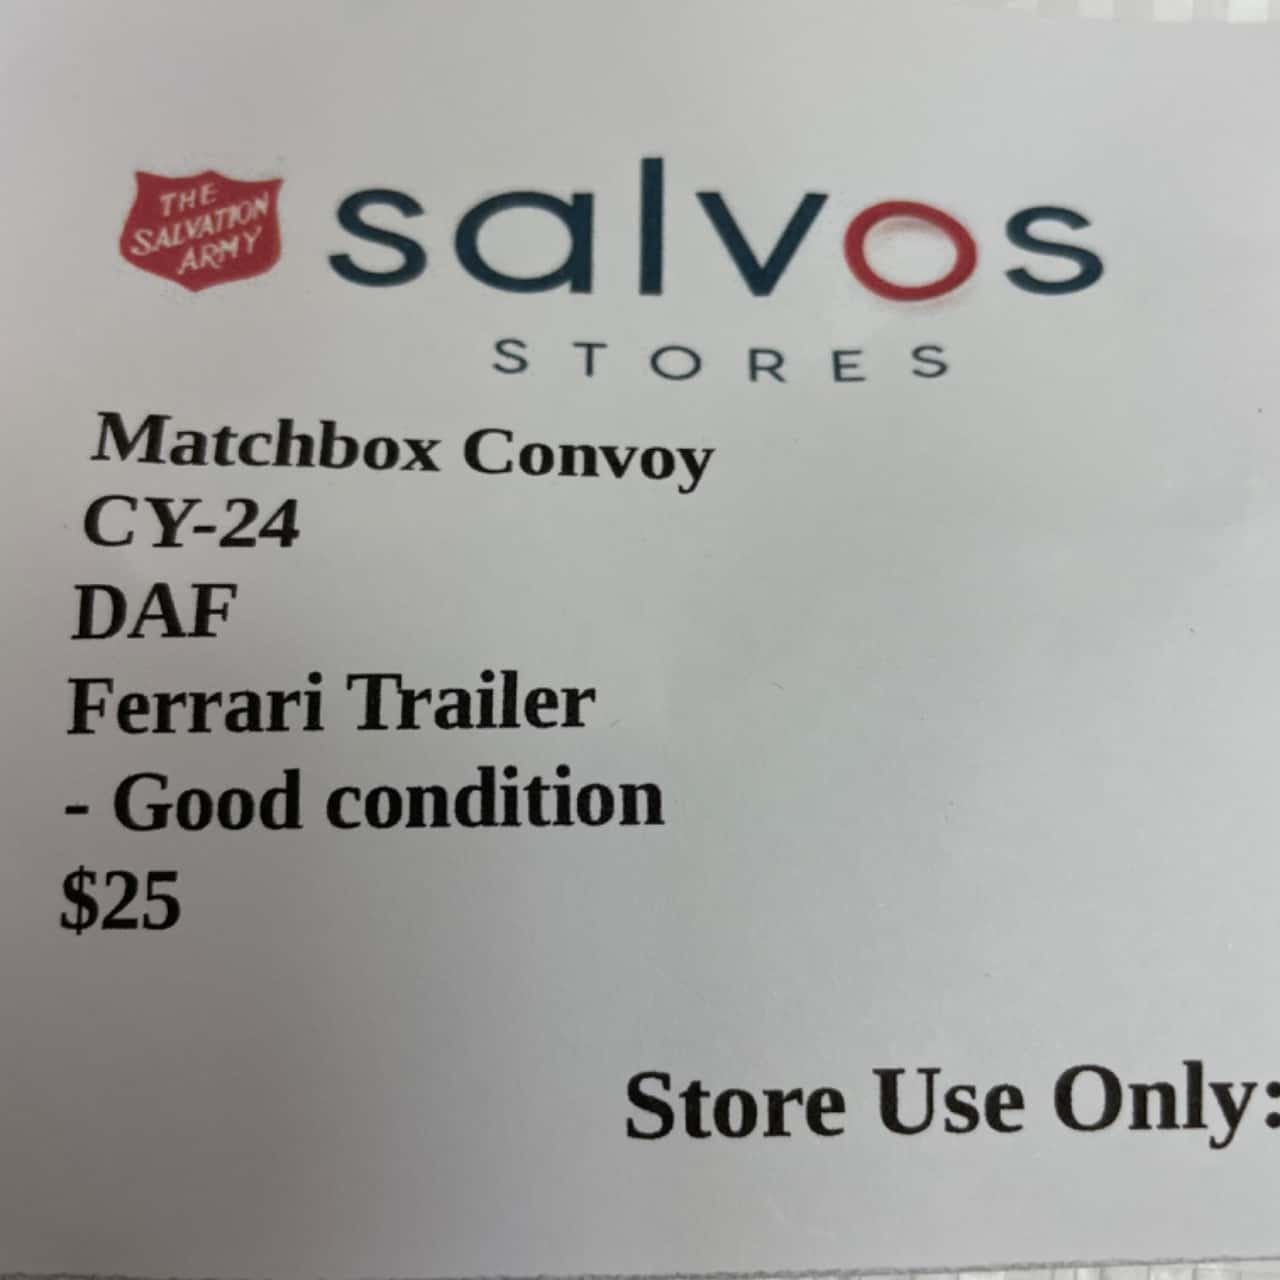 THE
SALVATION
ARMY
salvos
STORES
Matchbox Convoy
CY-24
DAF
Ferrari Trailer
- Good condition
$25
Store Use Only: